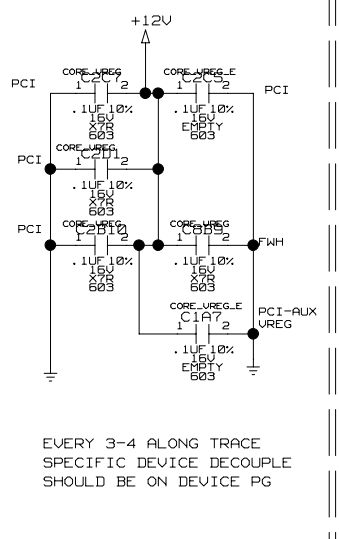 +12V
CORE_VREG
CORE_VREG_E
C2C7
C2C5
PCI
1 2
1 2
PCI
.1UF 10%
.1UF 10%
16V
16V
X7R
EMPTY
603
603
CORE_VREG
C2D1
PCI
1 2
.1UF 10%
16V
X7R
603
CORE_VREG
CORE_VREG
C2B10
C8B9
PCI
1 2
1 2
FWH
.1UF 10%
.1UF 10%
16V
16V
X7R
X7R
603
603
CORE_VREG_E
C1A7
PCI-AUX
1 2
VREG
.1UF 10%
16V
EMPTY
603
EVERY 3-4 ALONG TRACE
SPECIFIC DEVICE DECOUPLE
SHOULD BE ON DEVICE PG